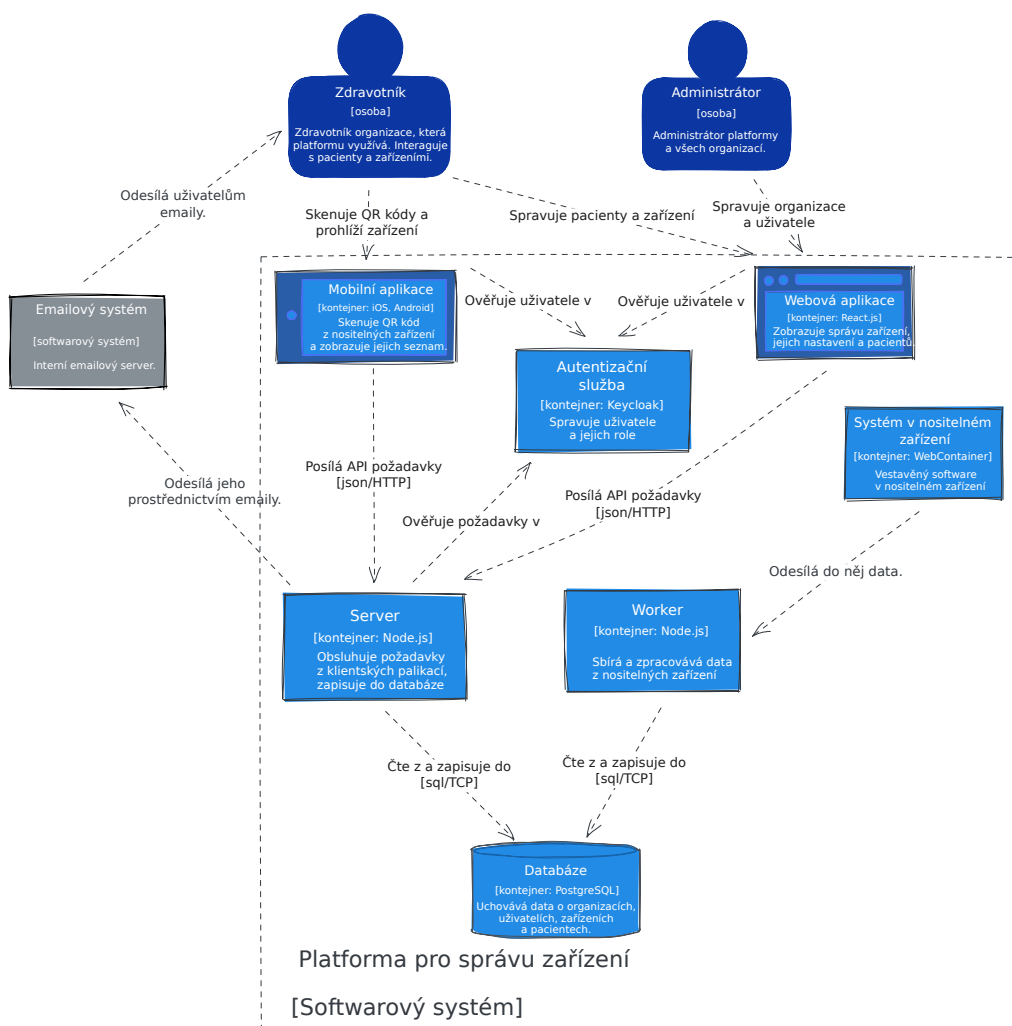 Zdravotník
[osoba]
Zdravotník organizace, která
platformu využívá. Interaguje
s pacienty a zařízeními.
Administrátor
[osoba]
Administrátor platformy
a všech organizací.
Odesílá uživatelům
emaily.
Skenuje QR kódy a
prohlíží zařízení
Spravuje pacienty a zařízení
Spravuje organizace
a uživatele
Emailový systém
[softwarový systém]
Interní emailový server.
Mobilní aplikace
[kontejner: iOS, Android]
Skenuje QR kód
z nositelných zařízení
a zobrazuje jejich seznam.
Ověřuje uživatele v
Ověřuje uživatele v
Webová aplikace
[kontejner: React.js]
Zobrazuje správu zařízení,
jejich nastavení a pacientů.
Autentizační
služba
[kontejner: Keycloak]
Spravuje uživatele
a jejich role
Systém v nositelném
zařízení
[kontejner: WebContainer]
Vestavěný software
v nositelném zařízení
Odesílá jeho
prostřednictvím emaily.
Posílá API požadavky
[json/HTTP]
Ověřuje požadavky v
Posílá API požadavky
[json/HTTP]
Odesílá do něj data.
Server
[kontejner: Node.js]
Obsluhuje požadavky
z klientských palikací,
zapisuje do databáze
Worker
[kontejner: Node.js]
Sbírá a zpracovává data
z nositelných zařízení
Čte z a zapisuje do
[sql/TCP]
Čte z a zapisuje do
[sql/TCP]
Databáze
[kontejner: PostgreSQL]
Uchovává data o organizacích,
uživatelích, zařízeních
a pacientech.
Platforma pro správu zařízení
[Softwarový systém]